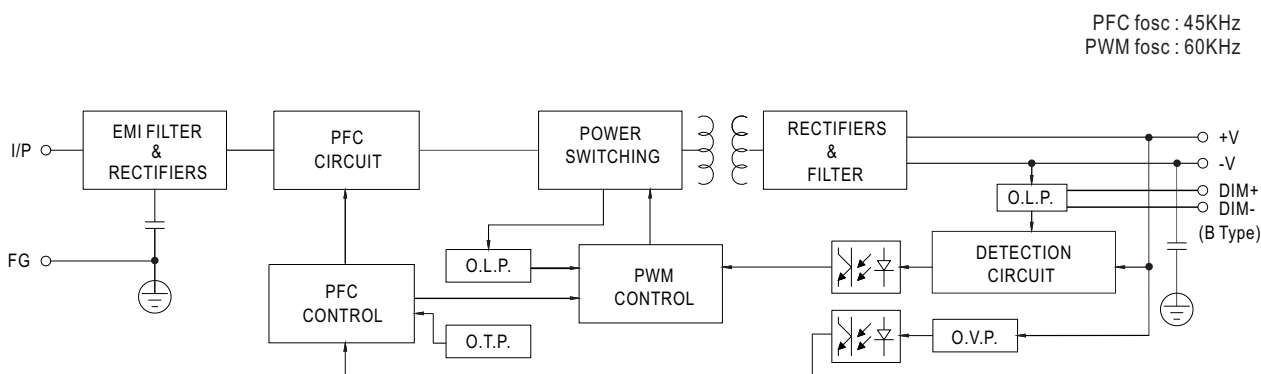 PFC fosc : 45KHz
PWM fosc : 60KHz
I/P
EMI FILTER
&
RECTIFIERS
PFC
CIRCUIT
POWER
SWITCHING
RECTIFIERS
&
FILTER
+V
-V
DIM+
DIM-
(B Type)
O.L.P.
FG
O.L.P.
PFC
CONTROL
O.T.P.
PWM
CONTROL
DETECTION
CIRCUIT
O.V.P.